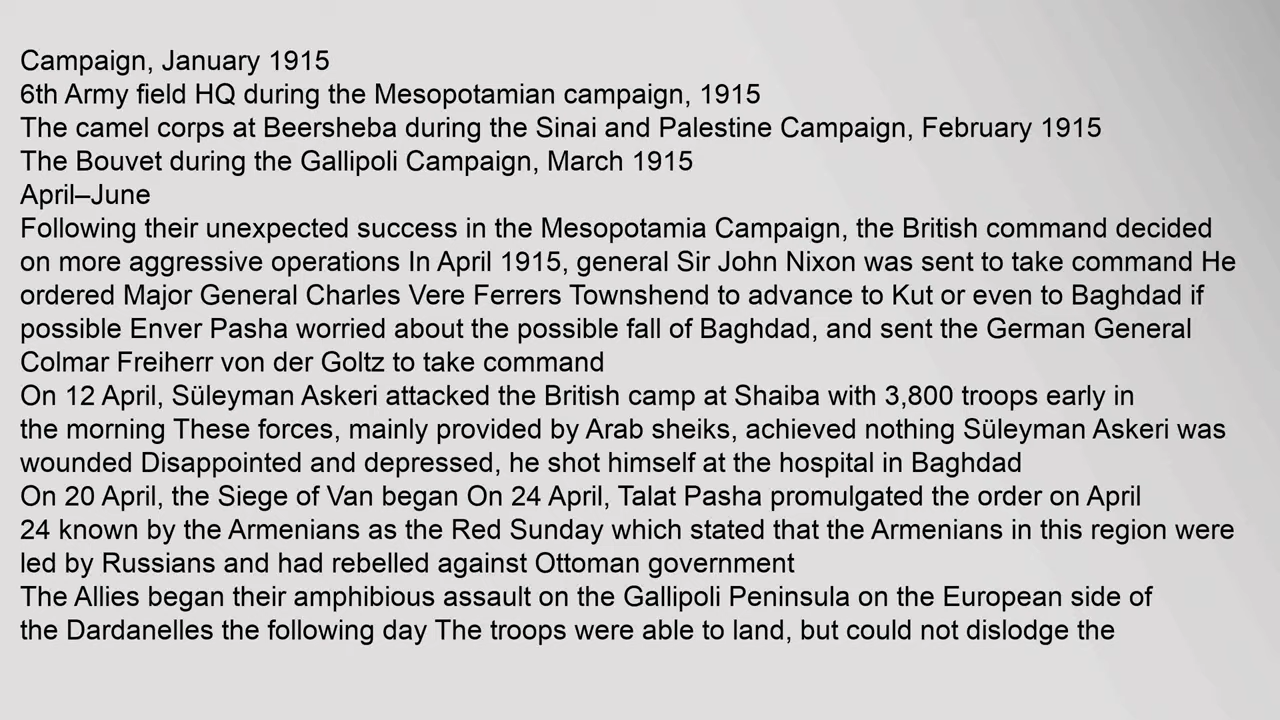 Campaign, January 1915
6th Army field HQ during the Mesopotamian campaign, 1915
The camel corps at Beersheba during the Sinai and Palestine Campaign, February 1915
The Bouvet during the Gallipoli Campaign, March 1915
April–June
Following their unexpected success in the Mesopotamia Campaign, the British command decided
on more aggressive operations In April 1915, general Sir John Nixon was sent to take command He
ordered Major General Charles Vere Ferrers Townshend to advance to Kut or even to Baghdad if
possible Enver Pasha worried about the possible fall of Baghdad, and sent the German General
Colmar Freiherr von der Goltz to take command
On 12 April, Süleyman Askeri attacked the British camp at Shaiba with 3,800 troops early in
the morning These forces, mainly provided by Arab sheiks, achieved nothing Süleyman Askeri was
wounded Disappointed and depressed, he shot himself at the hospital in Baghdad
On 20 April, the Siege of Van began On 24 April, Talat Pasha promulgated the order on April
24 known by the Armenians as the Red Sunday which stated that the Armenians in this region were
led by Russians and had rebelled against Ottoman government
The Allies began their amphibious assault on the Gallipoli Peninsula on the European side of
the Dardanelles the following day The troops were able to land, but could not dislodge the